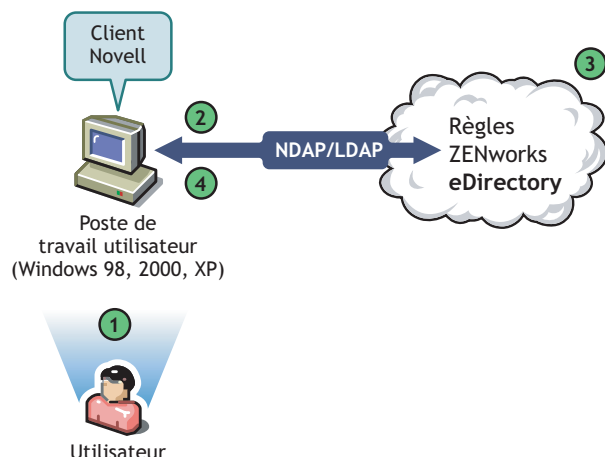 Client
Novell
3
2
NDAP/LDAP
Règles
ZENworks
eDirectory
4
Poste de
travail utilisateur
(Windows 98, 2000, XP)
1
Utilisateur